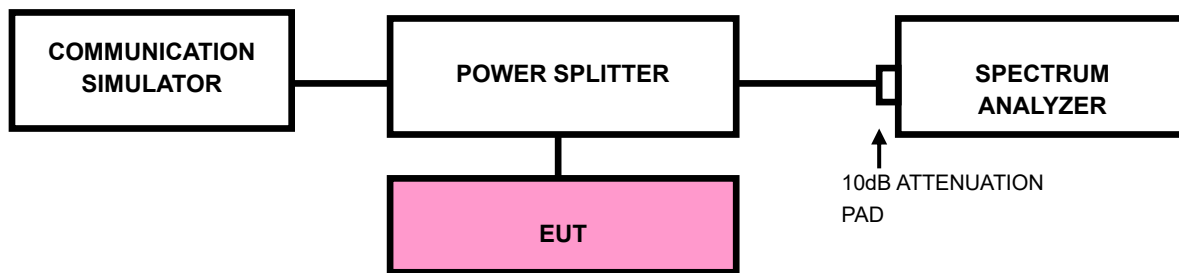 COMMUNICATION
SIMULATOR
POWER SPLITTER
SPECTRUM
ANALYZER
10dB ATTENUATION
PAD
EUT